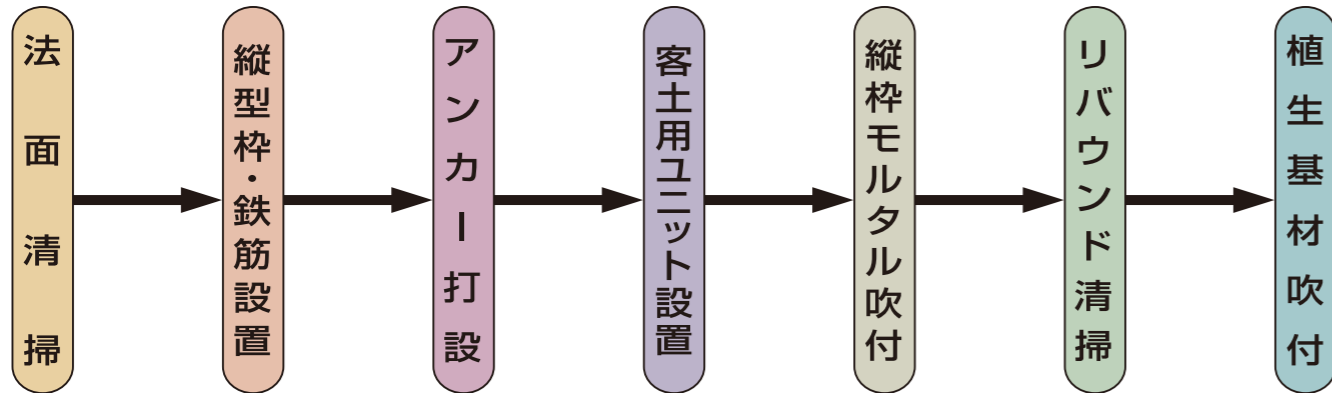 法面清掃
縦型枠・鉄筋設置
アンカー打設
客土用ユニット設置
縦枠モルタル吹付
リバウンド清掃
植生基材吹付